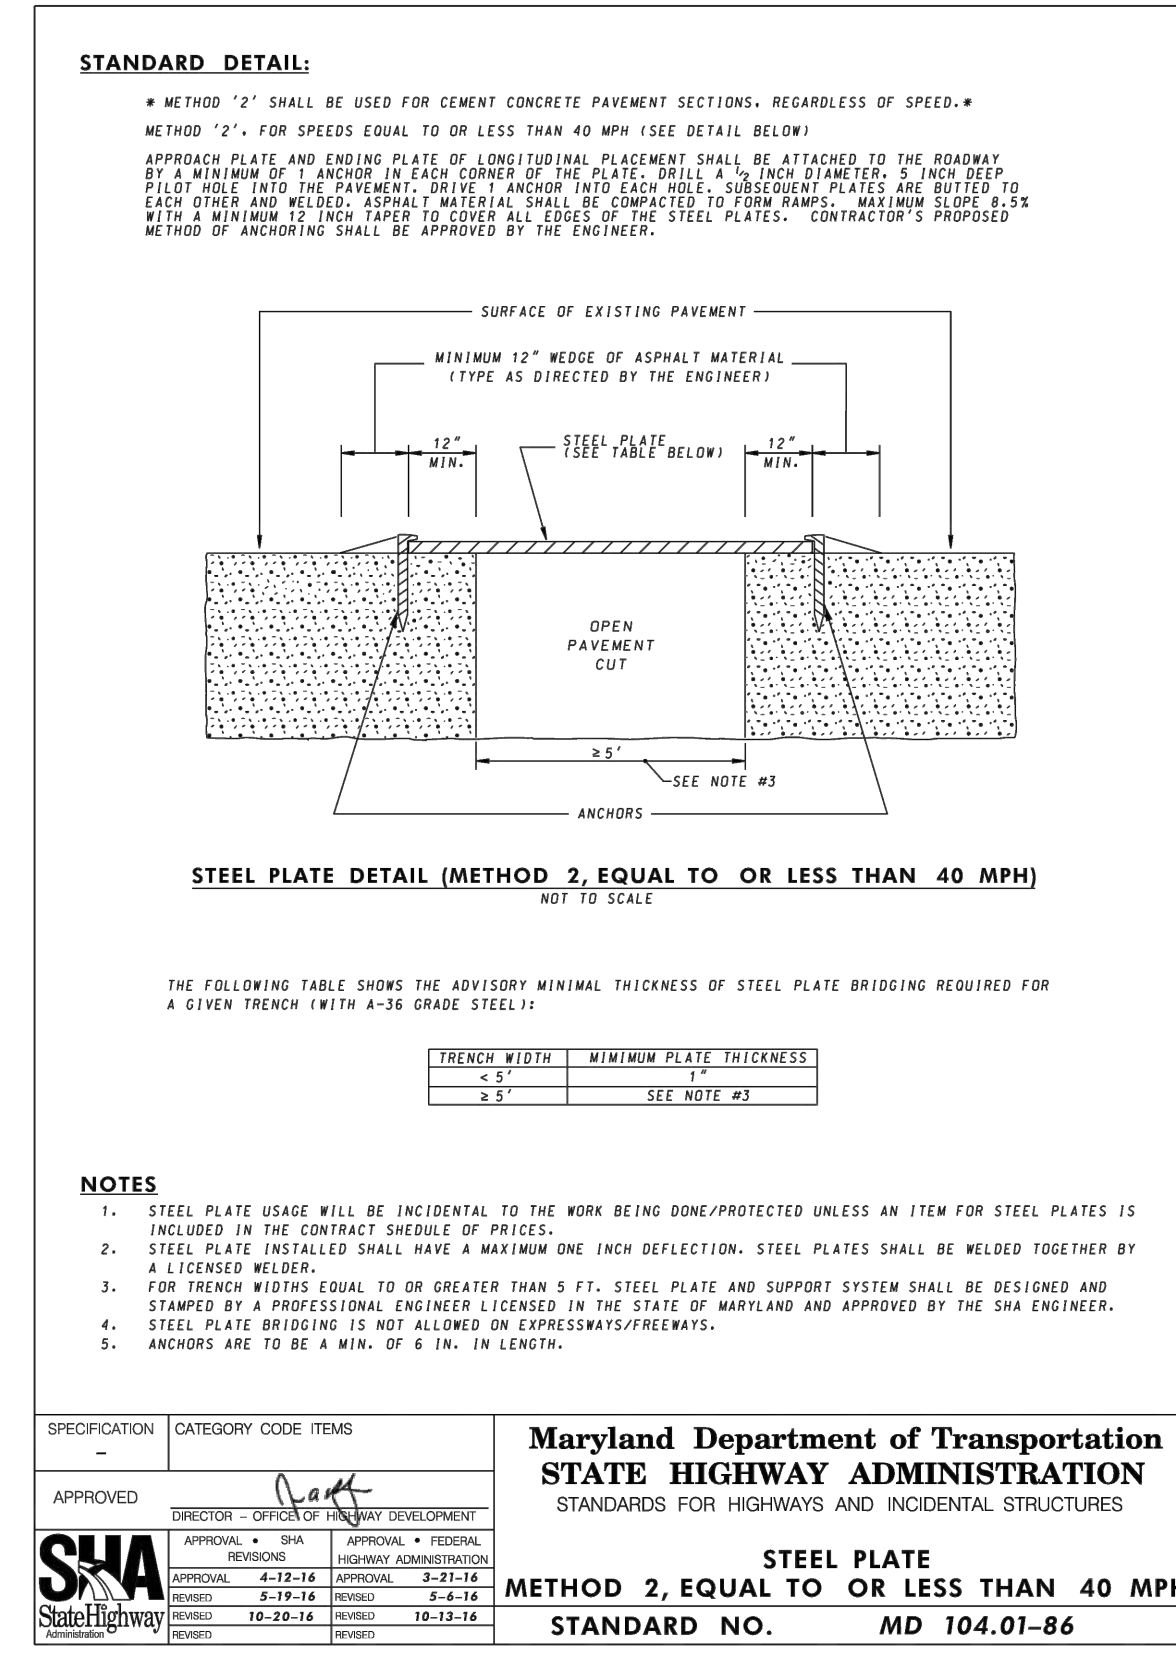 STANDARD DETAIL:
* METHOD '2' SHALL BE USED FOR CEMENT CONCRETE PAVEMENT SECTIONS, REGARDLESS OF SPEED.*
METHOD '2', FOR SPEEDS EQUAL TO OR LESS THAN 40 MPH (SEE DETAIL BELOW)
APPROACH PLATE AND ENDING PLATE OF LONGITUDINAL PLACEMENT SHALL BE ATTACHED TO THE ROADWAY
BY A MINIMUM OF 1 ANCHOR IN EACH CORNER OF THE PLATE. DRILL A 1/2 INCH DIAMETER, 5 INCH DEEP
PILOT HOLE INTO THE PAVEMENT. DRIVE 1 ANCHOR INTO EACH HOLE. SUBSEQUENT PLATES ARE BUTTED TO
EACH OTHER AND WELDED. ASPHALT MATERIAL SHALL BE COMPACTED TO FORM RAMPS. MAXIMUM SLOPE 8.5%
WITH A MINIMUM 12 INCH TAPER TO COVER ALL EDGES OF THE STEEL PLATES. CONTRACTOR'S PROPOSED
METHOD OF ANCHORING SHALL BE APPROVED BY THE ENGINEER.
SURFACE OF EXISTING PAVEMENT
MINIMUM 12" WEDGE OF ASPHALT MATERIAL
(TYPE AS DIRECTED BY THE ENGINEER)
12"
MIN.
STEEL PLATE
(SEE TABLE BELOW)
12"
MIN.
OPEN
PAVEMENT
CUT
≥ 5'
SEE NOTE #3
ANCHORS
STEEL PLATE DETAIL (METHOD 2, EQUAL TO OR LESS THAN 40 MPH)
NOT TO SCALE
THE FOLLOWING TABLE SHOWS THE ADVISORY MINIMAL THICKNESS OF STEEL PLATE BRIDGING REQUIRED FOR
A GIVEN TRENCH (WITH A-36 GRADE STEEL):
TRENCH WIDTH MIMIMUM PLATE THICKNESS
< 5' 1"
≥ 5' SEE NOTE #3
NOTES
1. STEEL PLATE USAGE WILL BE INCIDENTAL TO THE WORK BEING DONE/PROTECTED UNLESS AN ITEM FOR STEEL PLATES IS
INCLUDED IN THE CONTRACT SHEDULE OF PRICES.
2. STEEL PLATE INSTALLED SHALL HAVE A MAXIMUM ONE INCH DEFLECTION. STEEL PLATES SHALL BE WELDED TOGETHER BY
A LICENSED WELDER.
3. FOR TRENCH WIDTHS EQUAL TO OR GREATER THAN 5 FT. STEEL PLATE AND SUPPORT SYSTEM SHALL BE DESIGNED AND
STAMPED BY A PROFESSIONAL ENGINEER LICENSED IN THE STATE OF MARYLAND AND APPROVED BY THE SHA ENGINEER.
4. STEEL PLATE BRIDGING IS NOT ALLOWED ON EXPRESSWAYS/FREEWAYS.
5. ANCHORS ARE TO BE A MIN. OF 6 IN. IN LENGTH.
SPECIFICATION
–
CATEGORY CODE ITEMS
APPROVED
DIRECTOR – OFFICE OF HIGHWAY DEVELOPMENT
SHA
StateHighway
Administration
APPROVAL • SHA
REVISIONS
APPROVAL • FEDERAL
HIGHWAY ADMINISTRATION
APPROVAL 4-12-16 APPROVAL 3-21-16
REVISED 5-19-16 REVISED 5-6-16
REVISED 10-20-16 REVISED 10-13-16
REVISED REVISED
Maryland Department of Transportation
STATE HIGHWAY ADMINISTRATION
STANDARDS FOR HIGHWAYS AND INCIDENTAL STRUCTURES
STEEL PLATE
METHOD 2, EQUAL TO OR LESS THAN 40 MPH
STANDARD NO. MD 104.01-86